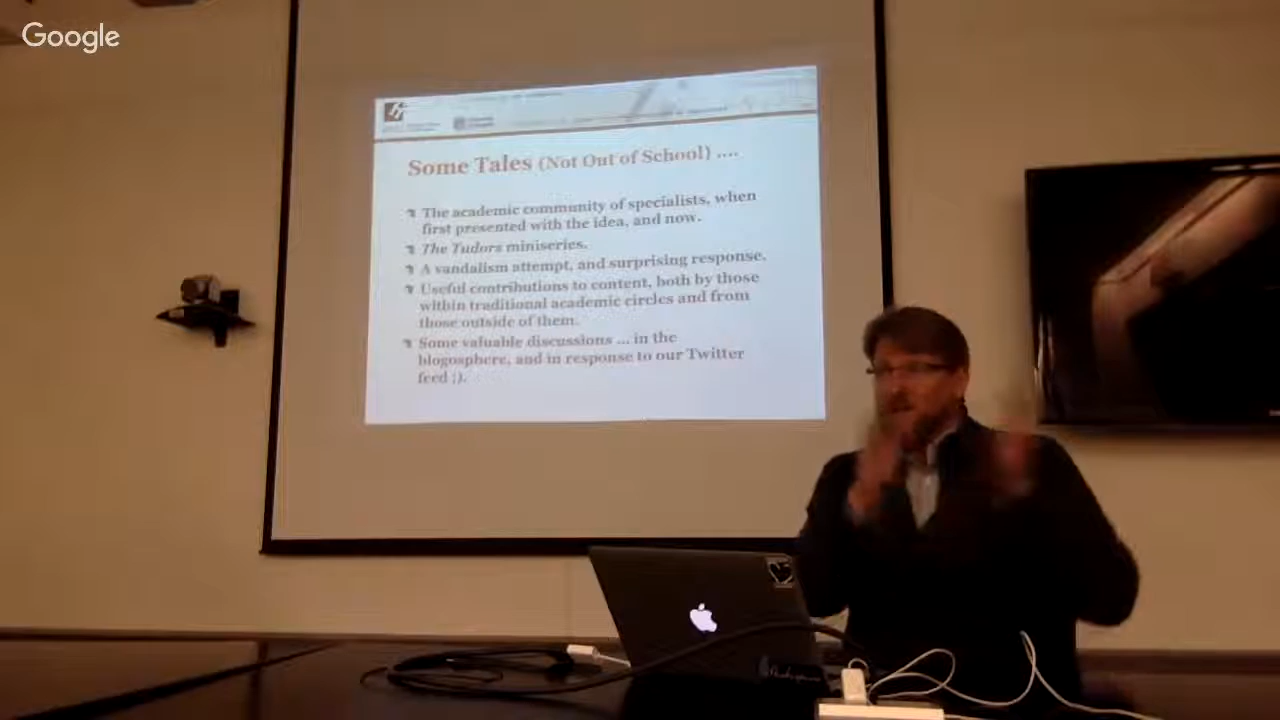 Google
Some Tales (Not Out of School) ....
The academic community of specialists, when
first presented with the idea, and now.
The Tudors miniseries.
A vandalism attempt, and surprising response.
Useful contributions to content, both by those
within traditional academic circles and from
those outside of them.
Some valuable discussions ... in the
blogosphere, and in response to our Twitter
feed ;).